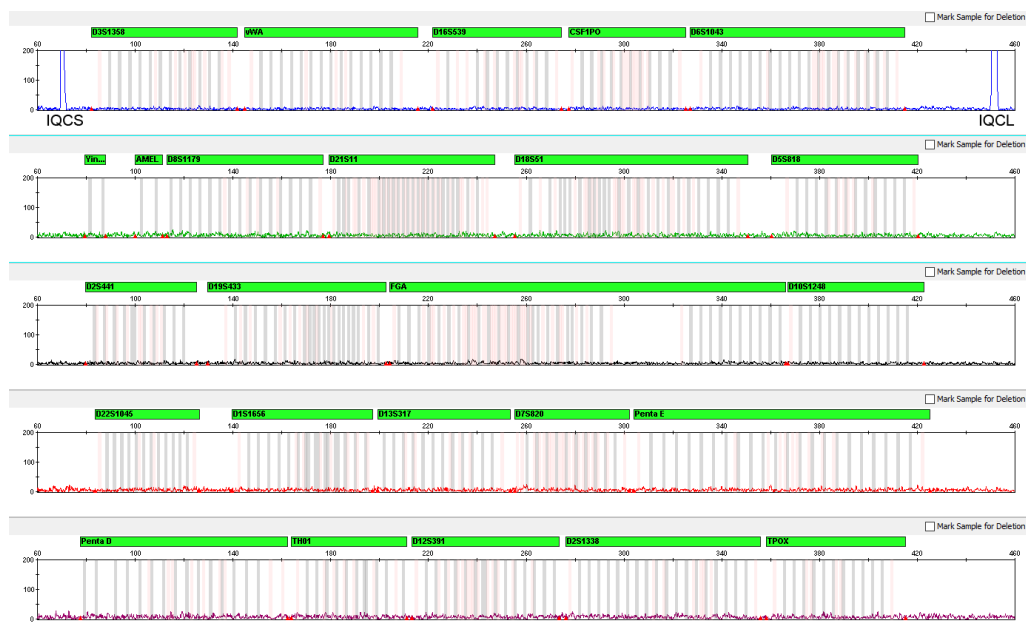 Mark Sample for Deletion
D3S1358 vWA D16S539 CSF1PO D6S1043
60 100 140 180 220 260 300 340 380 420 460
200
100
0
IQCS IQCL
Mark Sample for Deletion
Yin... AMEL D8S1179 D21S11 D18S51 D5S818
60 100 140 180 220 260 300 340 380 420 460
200
100
0
Mark Sample for Deletion
D2S441 D19S433 FGA D10S1248
60 100 140 180 220 260 300 340 380 420 460
200
100
0
Mark Sample for Deletion
D22S1045 D1S1656 D13S317 D7S820 Penta E
60 100 140 180 220 260 300 340 380 420 460
200
100
0
Mark Sample for Deletion
Penta D TH01 D12S391 D2S1338 TPOX
60 100 140 180 220 260 300 340 380 420 460
200
100
0